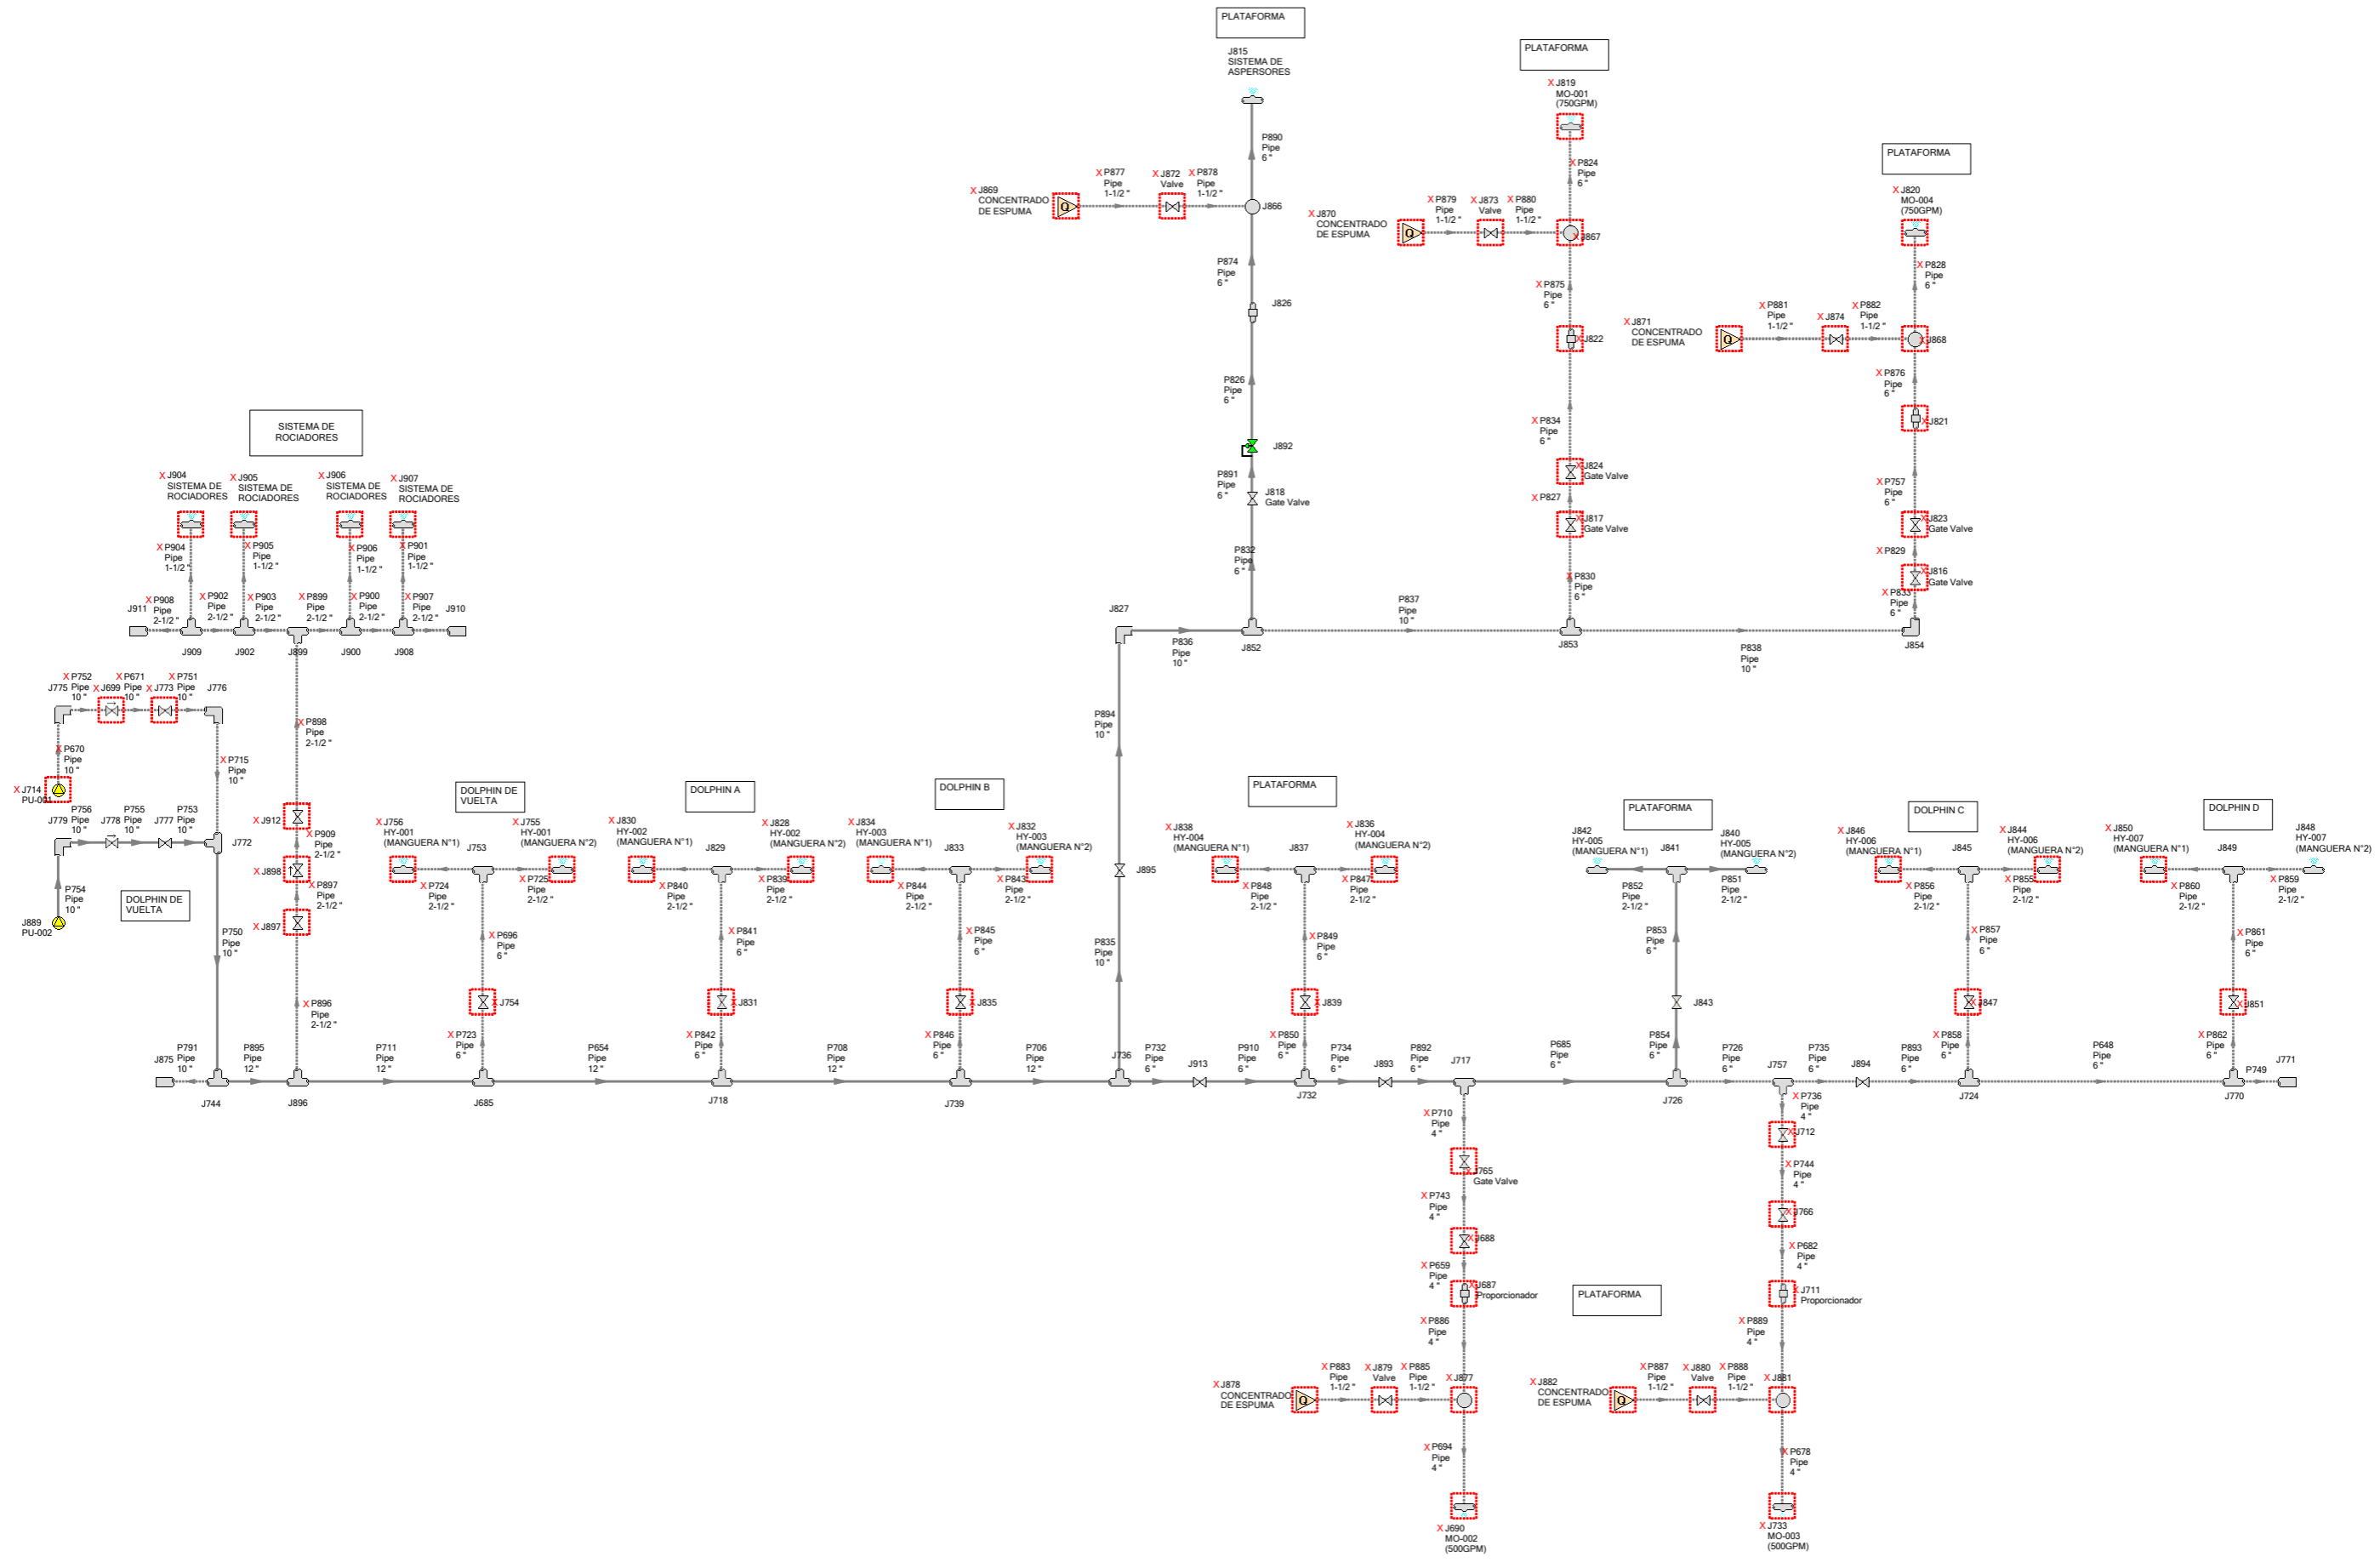 PLATAFORMA
J815
SISTEMA DE
ASPERSORES
PLATAFORMA
X J819
MO-001
(750GPM)
P890
Pipe
6 "
X P877
Pipe
1-1/2 "
X J872
Valve
X P878
Pipe
1-1/2 "
X J869
CONCENTRADO
DE ESPUMA
J866
X P824
Pipe
6 "
PLATAFORMA
X J820
MO-004
(750GPM)
X P879
Pipe
1-1/2 "
X J873
Valve
X P880
Pipe
1-1/2 "
X J870
CONCENTRADO
DE ESPUMA
X J867
P874
Pipe
6 "
X P875
Pipe
6 "
X P828
Pipe
6 "
J826
X P881
Pipe
1-1/2 "
X J874
X P882
Pipe
1-1/2 "
X J871
CONCENTRADO
DE ESPUMA
X J822
X J868
P826
Pipe
6 "
X P876
Pipe
6 "
X J821
SISTEMA DE
ROCIADORES
X P834
Pipe
6 "
J892
X J904
SISTEMA DE
ROCIADORES
X J905
SISTEMA DE
ROCIADORES
X J906
SISTEMA DE
ROCIADORES
X J907
SISTEMA DE
ROCIADORES
P891
Pipe
6 "
J818
Gate Valve
X J824
Gate Valve
X P827
X J817
Gate Valve
X P757
Pipe
6 "
X J823
Gate Valve
X P829
X J816
Gate Valve
X P904
Pipe
1-1/2 "
X P905
Pipe
1-1/2 "
X P906
Pipe
1-1/2 "
X P901
Pipe
1-1/2 "
P832
Pipe
6 "
X P830
Pipe
6 "
X P833
Pipe
6 "
J911
X P908
Pipe
2-1/2 "
X P902
Pipe
2-1/2 "
X P903
Pipe
2-1/2 "
X P899
Pipe
2-1/2 "
X P900
Pipe
2-1/2 "
X P907
Pipe
2-1/2 "
J910
J827
P837
Pipe
10 "
J909
J902
J899
J900
J908
P836
Pipe
10 "
J852
J853
P838
Pipe
10 "
J854
J775
X P752
Pipe
10 "
X J699
X P671
Pipe
10 "
X J773
X P751
Pipe
10 "
J776
X P670
Pipe
10 "
X P715
Pipe
10 "
X P898
Pipe
2-1/2 "
P894
Pipe
10 "
X J714
PU-001
J779
P756
Pipe
10 "
P755
Pipe
10 "
J778
P753
Pipe
10 "
J777
J772
X J912
X P909
Pipe
2-1/2 "
X J898
X P897
Pipe
2-1/2 "
X J897
P754
Pipe
10 "
J889
PU-002
DOLPHIN DE
VUELTA
P750
Pipe
10 "
X P896
Pipe
2-1/2 "
DOLPHIN DE
VUELTA
X J756
HY-001
(MANGUERA N°1)
J753
X J755
HY-001
(MANGUERA N°2)
X P724
Pipe
2-1/2 "
X P725
Pipe
2-1/2 "
X P696
Pipe
6 "
X J754
X P723
Pipe
6 "
DOLPHIN A
X J830
HY-002
(MANGUERA N°1)
J829
X J828
HY-002
(MANGUERA N°2)
X P840
Pipe
2-1/2 "
X P839
Pipe
2-1/2 "
X P841
Pipe
6 "
X J831
X P842
Pipe
6 "
DOLPHIN B
X J834
HY-003
(MANGUERA N°1)
J833
X J832
HY-003
(MANGUERA N°2)
X P844
Pipe
2-1/2 "
X P843
Pipe
2-1/2 "
X P845
Pipe
6 "
X J835
X P846
Pipe
6 "
J895
P835
Pipe
10 "
PLATAFORMA
X J838
HY-004
(MANGUERA N°1)
J837
X J836
HY-004
(MANGUERA N°2)
X P848
Pipe
2-1/2 "
X P847
Pipe
2-1/2 "
X P849
Pipe
6 "
X J839
X P850
Pipe
6 "
PLATAFORMA
J842
HY-005
(MANGUERA N°1)
J841
J840
HY-005
(MANGUERA N°2)
P852
Pipe
2-1/2 "
P851
Pipe
2-1/2 "
P853
Pipe
6 "
J843
P854
Pipe
6 "
DOLPHIN C
X J846
HY-006
(MANGUERA N°1)
J845
X J844
HY-006
(MANGUERA N°2)
X P856
Pipe
2-1/2 "
X P855
Pipe
2-1/2 "
X P857
Pipe
6 "
X J847
X P858
Pipe
6 "
DOLPHIN D
X J850
HY-007
(MANGUERA N°1)
J849
J848
HY-007
(MANGUERA N°2)
X P860
Pipe
2-1/2 "
X P859
Pipe
2-1/2 "
X P861
Pipe
6 "
X J851
X P862
Pipe
6 "
J875
P791
Pipe
10 "
P895
Pipe
12 "
P711
Pipe
12 "
P654
Pipe
12 "
P708
Pipe
12 "
P706
Pipe
12 "
J736
P732
Pipe
6 "
J913
P910
Pipe
6 "
P734
Pipe
6 "
J893
P892
Pipe
6 "
J717
P685
Pipe
6 "
P726
Pipe
6 "
J757
P735
Pipe
6 "
J894
P893
Pipe
6 "
P648
Pipe
6 "
P749
J771
J744
J896
J685
J718
J739
J732
J726
J724
J770
X P710
Pipe
4 "
X J765
Gate Valve
X P743
Pipe
4 "
X J688
X P659
Pipe
4 "
X J687
Proporcionador
X P886
Pipe
4 "
X P736
Pipe
4 "
X J712
X P744
Pipe
4 "
X J766
X P682
Pipe
4 "
X J711
Proporcionador
PLATAFORMA
X P889
Pipe
4 "
X J878
CONCENTRADO
DE ESPUMA
X P883
Pipe
1-1/2 "
X J879
Valve
X P885
Pipe
1-1/2 "
X J877
X J882
CONCENTRADO
DE ESPUMA
X P887
Pipe
1-1/2 "
X J880
Valve
X P888
Pipe
1-1/2 "
X J881
X P694
Pipe
4 "
X P678
Pipe
4 "
X J690
MO-002
(500GPM)
X J733
MO-003
(500GPM)